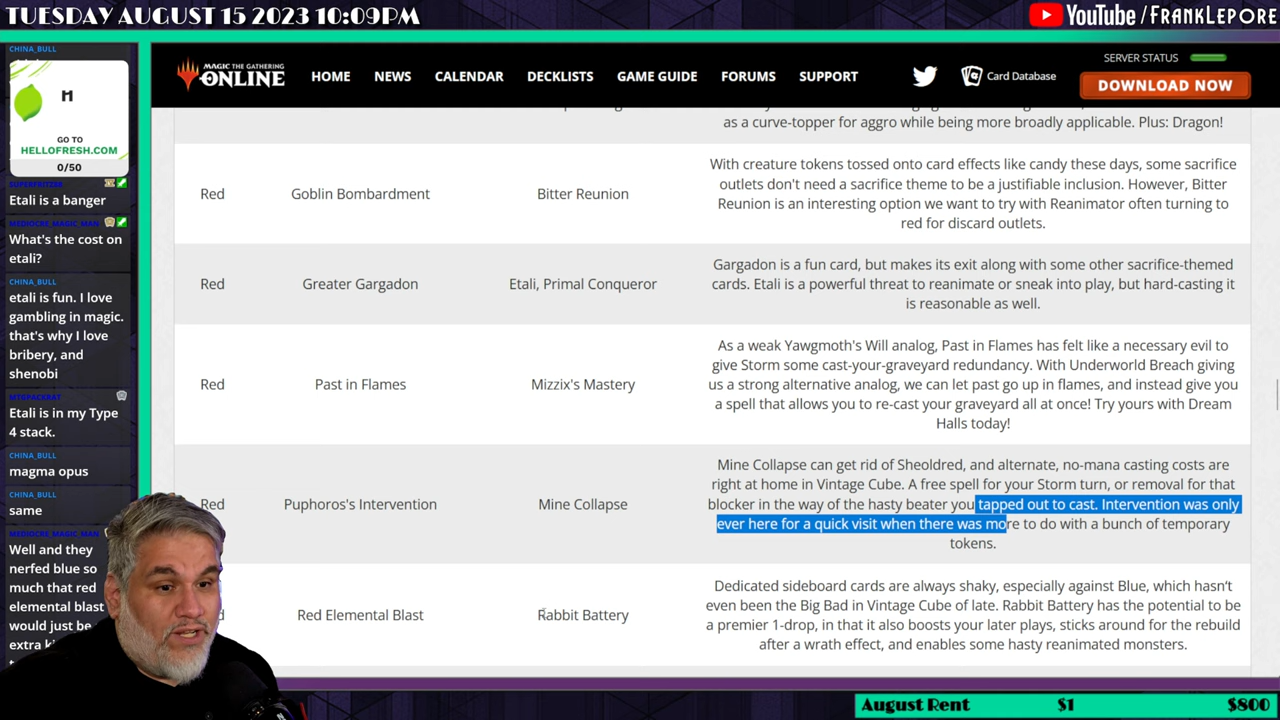 TUESDAY AUGUST 15 2023 10:09PM
YouTube /FRANKLEPORE
CHINA_BULL
GO TO
HELLOFRESH.COM
0/50
Etali is a banger
MEDIOCRE_MAGIC_MAN
What's the cost on
etali?
CHINA_BULL
etali is fun. I love
gambling in magic.
that's why I love
bribery, and
shenobi
MTGPACKRAT
Etali is in my Type
4 stack.
CHINA_BULL
magma opus
CHINA_BULL
same
MEDIOCRE_MAGIC_MAN
Well and they
nerfed blue so
much that red
elemental blast
would just be
extra
MAGIC THE GATHERING
ONLINE
HOME
NEWS
CALENDAR
DECKLISTS
GAME GUIDE
FORUMS
SUPPORT
Card Database
SERVER STATUS
DOWNLOAD NOW
as a curve-topper for aggro while being more broadly applicable. Plus: Dragon!
Red
Goblin Bombardment
Bitter Reunion
With creature tokens tossed onto card effects like candy these days, some sacrifice
outlets don't need a sacrifice theme to be a justifiable inclusion. However, Bitter
Reunion is an interesting option we want to try with Reanimator often turning to
red for discard outlets.
Red
Greater Gargadon
Etali, Primal Conqueror
Gargadon is a fun card, but makes its exit along with some other sacrifice-themed
cards. Etali is a powerful threat to reanimate or sneak into play, but hard-casting it
is reasonable as well.
Red
Past in Flames
Mizzix's Mastery
As a weak Yawgmoth's Will analog, Past in Flames has felt like a necessary evil to
give Storm some cast-your-graveyard redundancy. With Underworld Breach giving
us a strong alternative analog, we can let past go up in flames, and instead give you
a spell that allows you to re-cast your graveyard all at once! Try yours with Dream
Halls today!
Red
Puphoros's Intervention
Mine Collapse
Mine Collapse can get rid of Sheoldred, and alternate, no-mana casting costs are
right at home in Vintage Cube. A free spell for your Storm turn, or removal for that
blocker in the way of the hasty beater you tapped out to cast. Intervention was only
ever here for a quick visit when there was more to do with a bunch of temporary
tokens.
Red Elemental Blast
Rabbit Battery
Dedicated sideboard cards are always shaky, especially against Blue, which hasn't
even been the Big Bad in Vintage Cube of late. Rabbit Battery has the potential to be
a premier 1-drop, in that it also boosts your later plays, sticks around for the rebuild
after a wrath effect, and enables some hasty reanimated monsters.
August Rent
$1
$800